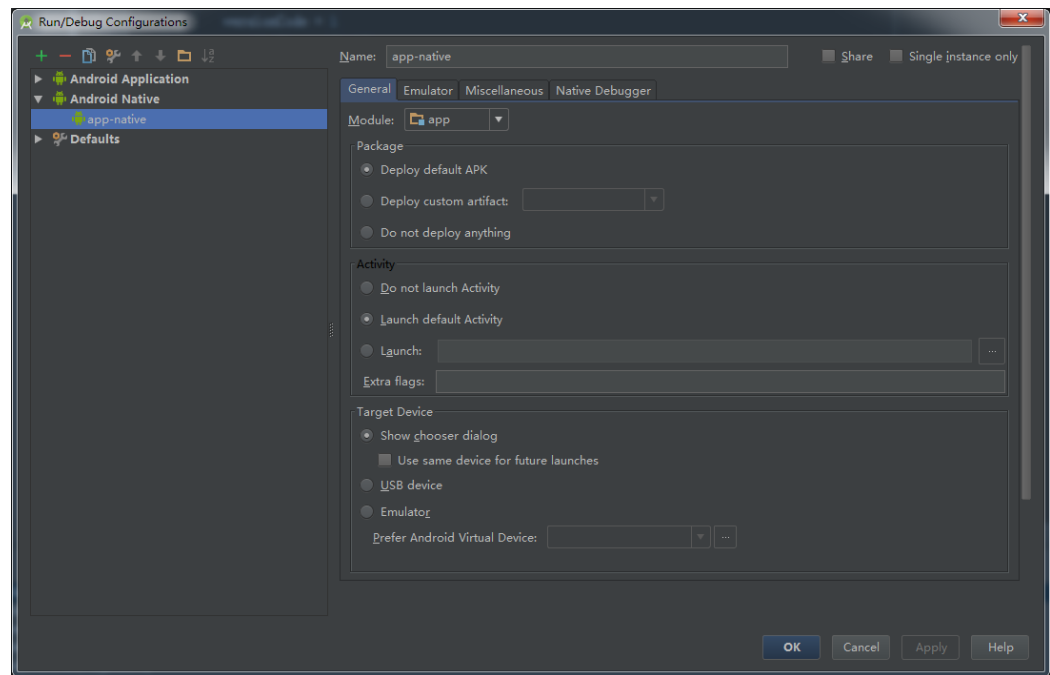 Run/Debug Configurations
Name: app-native Share Single instance only
Android Application
Android Native
app-native
Defaults
General Emulator Miscellaneous Native Debugger
Module: app
Package
Deploy default APK
Deploy custom artifact:
Do not deploy anything
Activity
Do not launch Activity
Launch default Activity
Launch: ...
Extra flags:
Target Device
Show chooser dialog
Use same device for future launches
USB device
Emulator
Prefer Android Virtual Device: ...
OK Cancel Apply Help